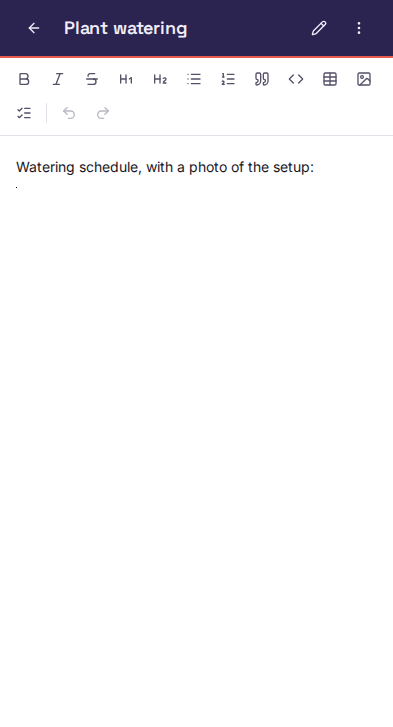 Plant watering
H1 H2
Watering schedule, with a photo of the setup: